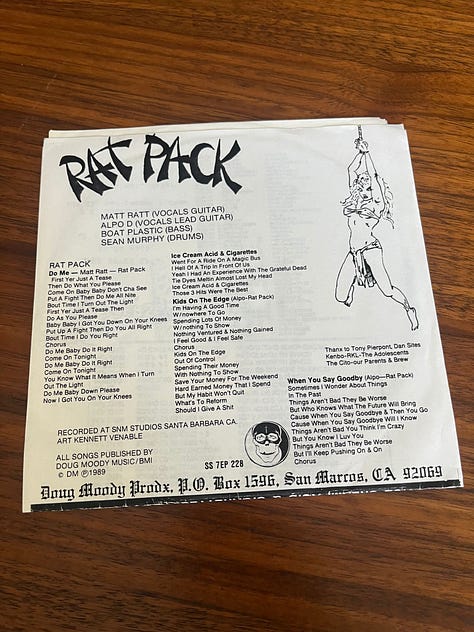 RAT PACK
MATT RATT (VOCALS GUITAR)
ALPO D (VOCALS LEAD GUITAR)
BOAT PLASTIC (BASS)
SEAN MURPHY (DRUMS)
RAT PACK
Do Me — Matt Ratt — Rat Pack
First Yer Just A Tease
Then Do What You Please
Come On Baby Baby Don't Cha See
Put A Fight Then Do Me All Nite
Bout Time I Turn Out The Light
First Yer Just A Tease Then
Do As You Please
Baby Baby I Got You Down On Your Knees
Put Up A Fight Then Do You All Right
Bout Time I Do You Right
Chorus
Do Me Baby Do It Right
Come On Tonight
Do Me Baby Do It Right
Come On Tonight
You Know What It Means When I Turn
Out The Light
Do Me Baby Down Please
Now I Got You On Your Knees
Ice Cream Acid & Cigarettes
Went For A Ride On A Magic Bus
I Hell Of A Trip In Front Of Us
Yeah I Had An Experience With The Grateful Dead
Tie Dyes Meltin Almost Lost My Head
Ice Cream Acid & Cigarettes
Those 3 Hits Were The Best
Kids On The Edge (Alpo-Rat Pack)
I'm Having A Good Time
W/nowhere To Go
Spending Lots Of Money
W/nothing To Show
Nothing Ventured & Nothing Gained
I Feel Good & I Feel Safe
Chorus
Kids On The Edge
Out Of Control
Spending Their Money
With Nothing To Show
Save Your Money For The Weekend
Hard Earned Money That I Spend
But My Habit Won't Quit
What's To Reform
Should I Give A Shit
Thanx to Tony Pierpont, Dan Sites
Kenbo-RKL-The Adolescents
The Cito-our Parents & Brew
When You Say Goodby (Alpo—Rat Pack)
Sometimes I Wonder About Things
In The Past
Things Aren't Bad They Be Worse
But Who Knows What The Future Will Bring
Cause When You Say Goodbye & Then You Go
Cause When You Say Goodbye Will I Know
Things Aren't Bad You Think I'm Crazy
But You Know I Luv You
Things Aren't Bad They Be Worse
But I'll Keep Pushing On & On
Chorus
RECORDED AT SNM STUDIOS SANTA BARBARA CA.
ART KENNETT VENABLE
ALL SONGS PUBLISHED BY
DOUG MOODY MUSIC/BMI
© DM ℗1989
SS 7EP 228
Doug Moody Prodx, P.O. Box 1596, San Marcos, CA 92069